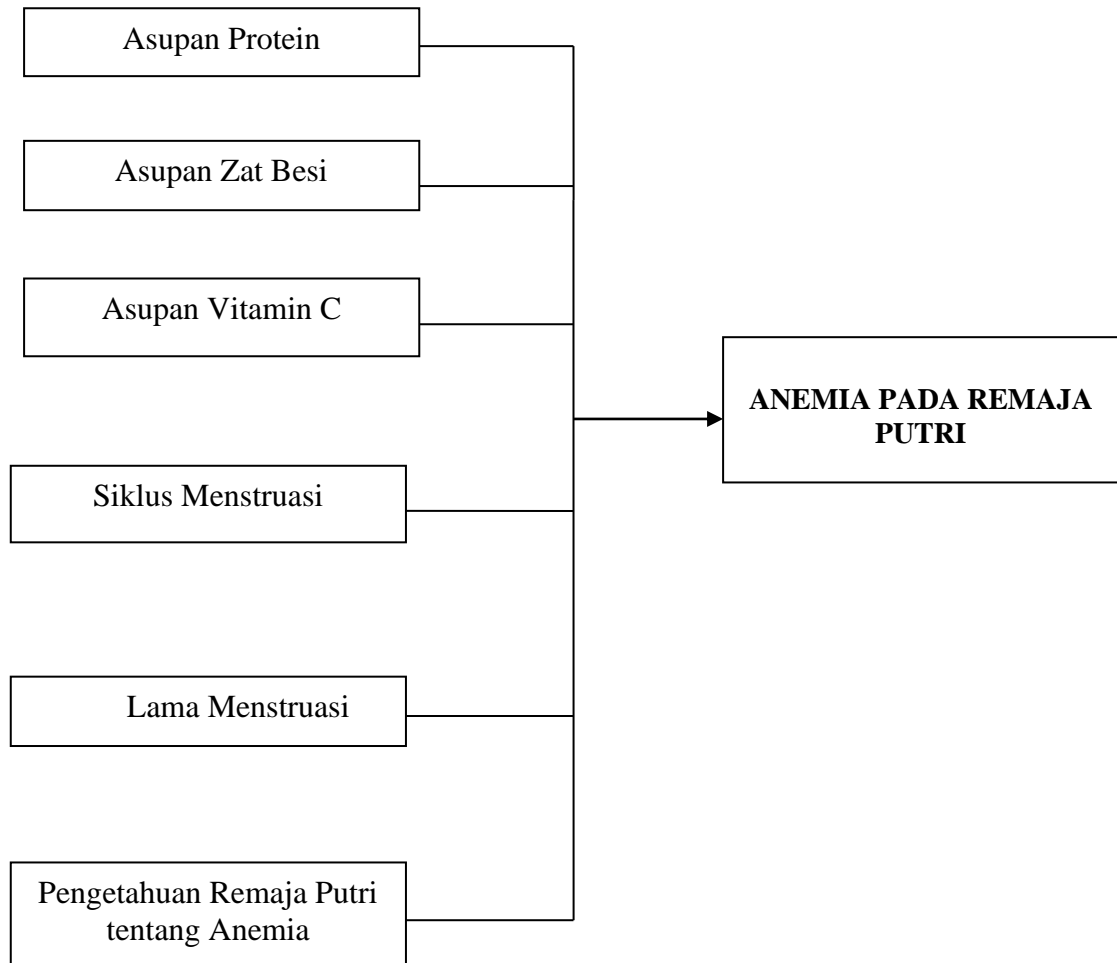 Asupan Protein
Asupan Zat Besi
Asupan Vitamin C
Siklus Menstruasi
Lama Menstruasi
Pengetahuan Remaja Putri
tentang Anemia
ANEMIA PADA REMAJA
PUTRI